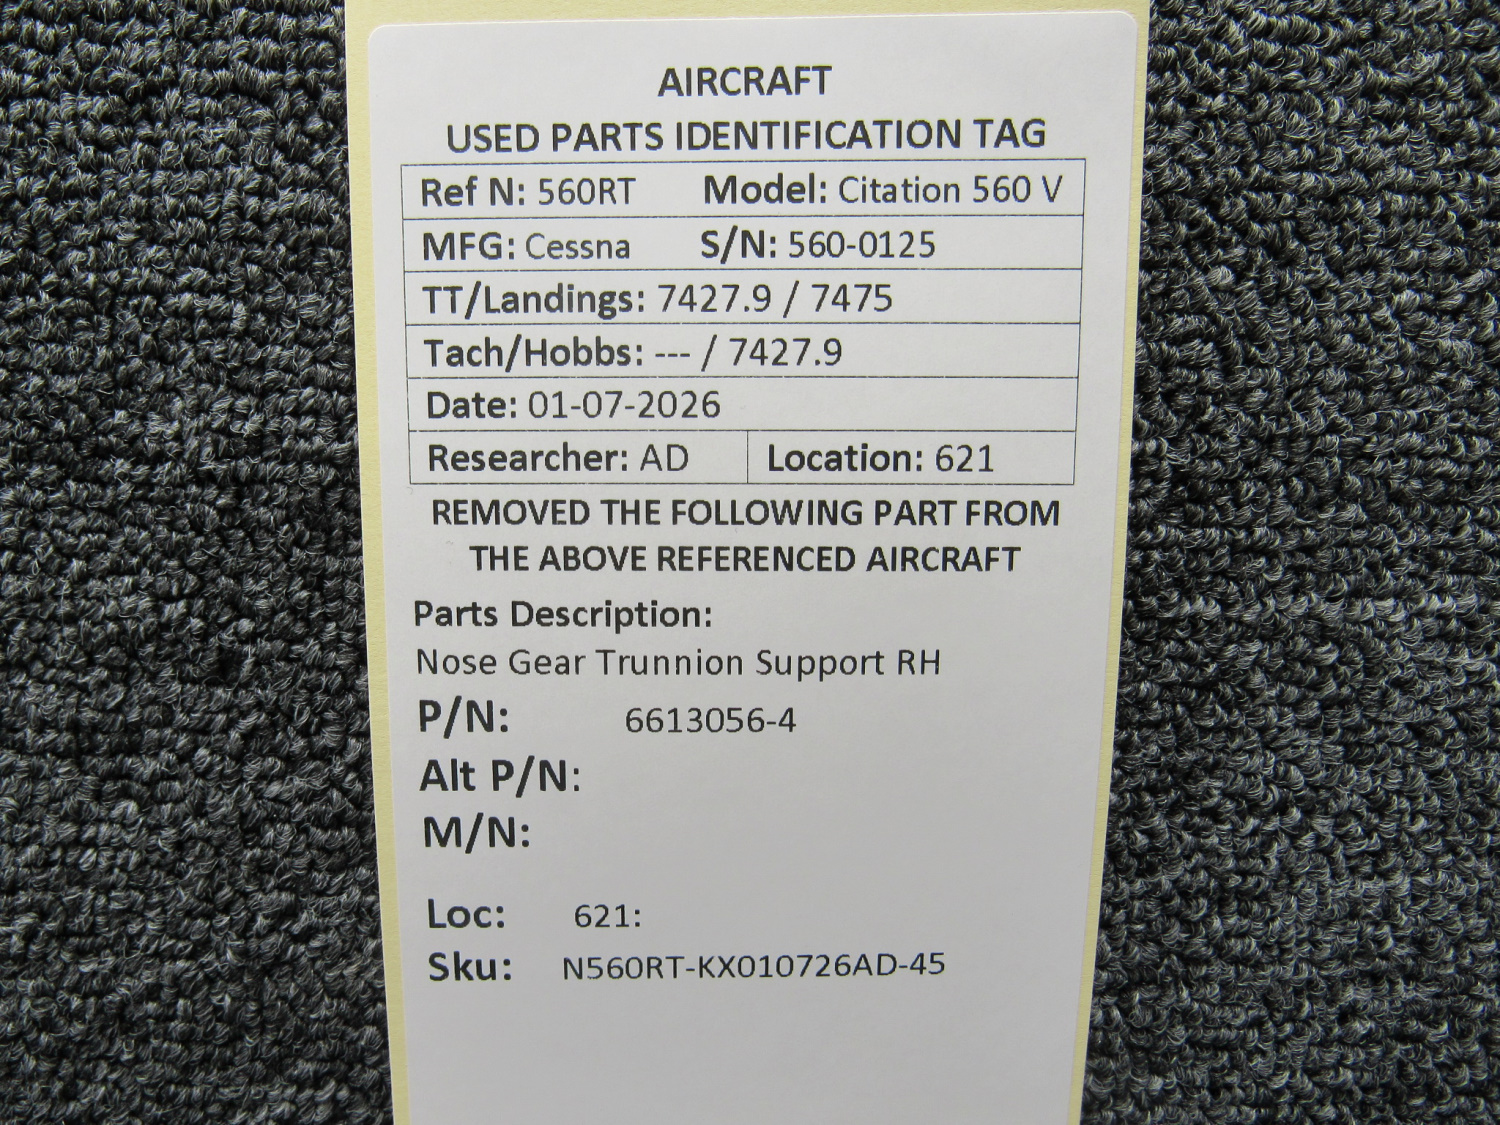 AIRCRAFT
USED PARTS IDENTIFICATION TAG
Ref N: 560RT Model: Citation 560 V
MFG: Cessna S/N: 560-0125
TT/Landings: 7427.9 / 7475
Tach/Hobbs: --- / 7427.9
Date: 01-07-2026
Researcher: AD Location: 621
REMOVED THE FOLLOWING PART FROM
THE ABOVE REFERENCED AIRCRAFT
Parts Description:
Nose Gear Trunnion Support RH
P/N: 6613056-4
Alt P/N:
M/N:
Loc: 621:
Sku: N560RT-KX010726AD-45